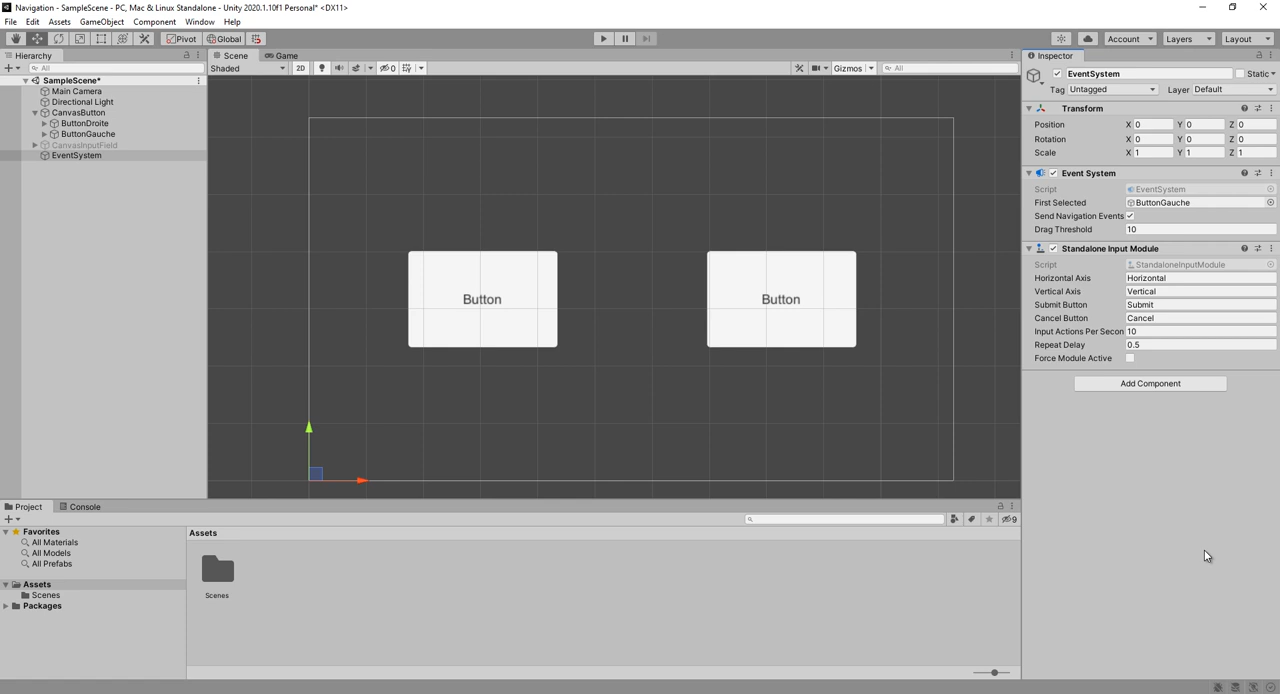 Navigation - SampleScene - PC, Mac & Linux Standalone - Unity 2020.1.10f1 Personal* <DX11>
File Edit Assets GameObject Component Window Help
Pivot Global Account Layers Layout
Hierarchy
All
SampleScene*
Main Camera
Directional Light
CanvasButton
ButtonDroite
ButtonGauche
CanvasInputField
EventSystem
Scene Game
Shaded 2D 0 Gizmos All
Button Button
Inspector
EventSystem Static
Tag Untagged Layer Default
Transform
Position X 0 Y 0 Z 0
Rotation X 0 Y 0 Z 0
Scale X 1 Y 1 Z 1
Event System
Script EventSystem
First Selected ButtonGauche
Send Navigation Events
Drag Threshold 10
Standalone Input Module
Script StandaloneInputModule
Horizontal Axis Horizontal
Vertical Axis Vertical
Submit Button Submit
Cancel Button Cancel
Input Actions Per Secon 10
Repeat Delay 0.5
Force Module Active
Add Component
Project Console
9
Favorites
All Materials
All Models
All Prefabs
Assets
Scenes
Packages
Assets
Scenes